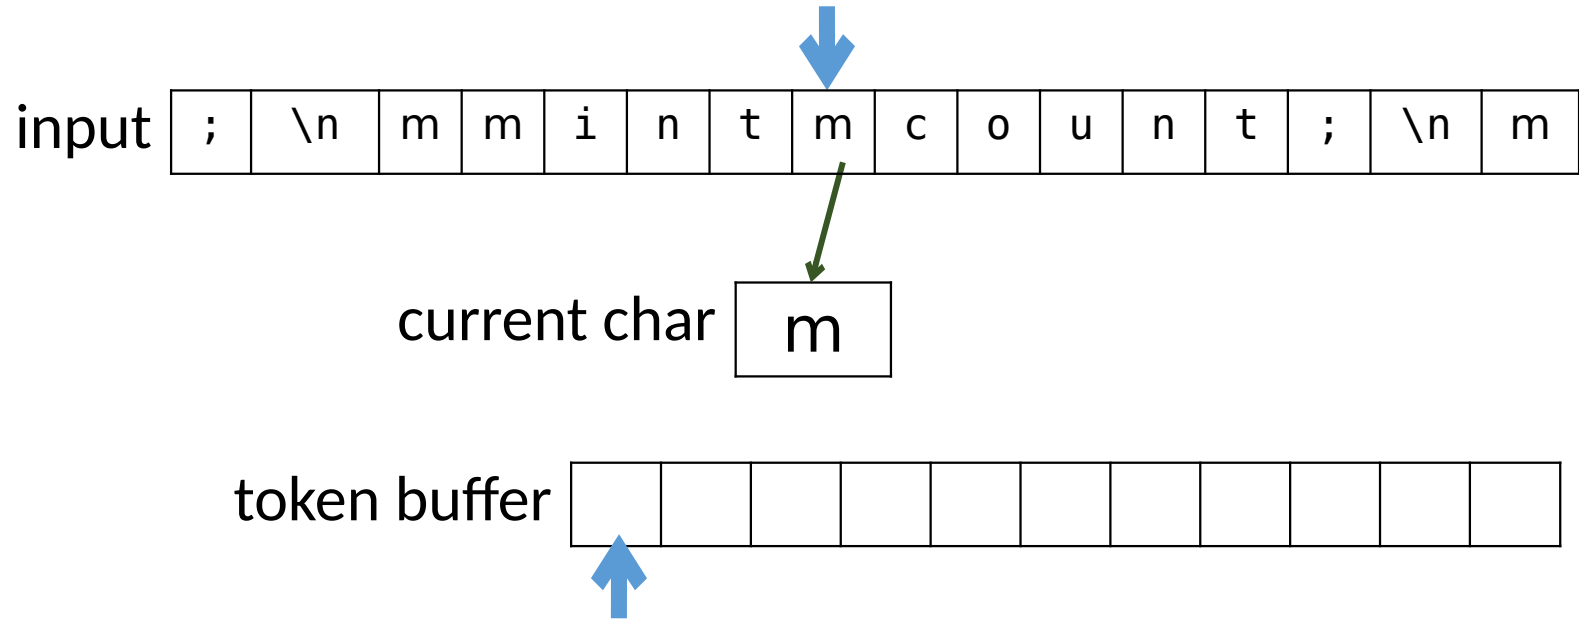 input ; \n m m i n t m c o u n t ; \n m
current char m
token buffer